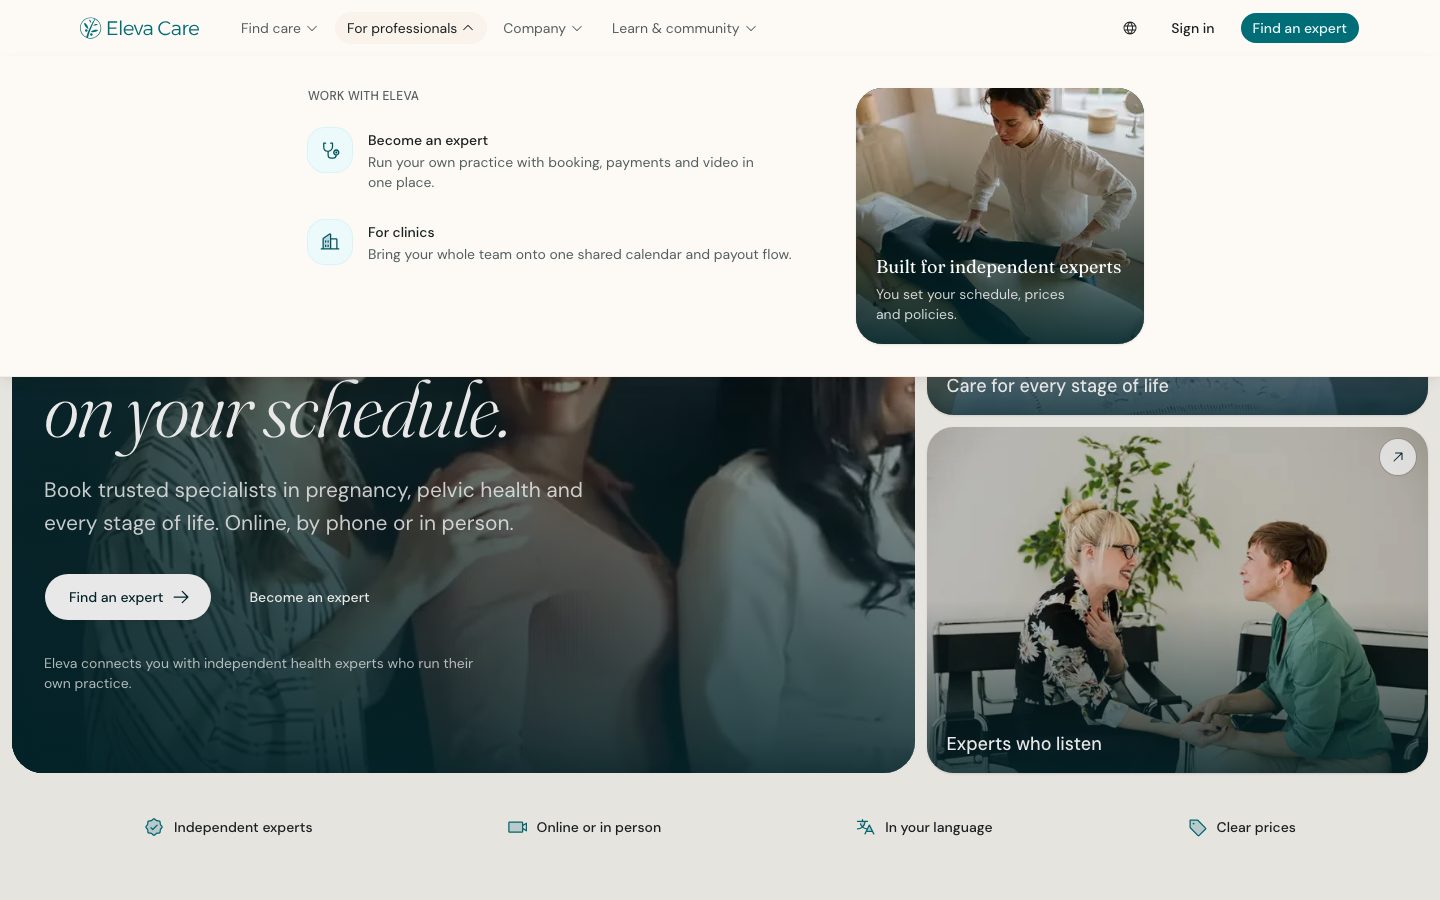 Eleva Care
Find care
For professionals
Company
Learn & community
Sign in
Find an expert
WORK WITH ELEVA
Become an expert
Run your own practice with booking, payments and video in
one place.
For clinics
Bring your whole team onto one shared calendar and payout flow.
Built for independent experts
You set your schedule, prices
and policies.
on your schedule.
Book trusted specialists in pregnancy, pelvic health and
every stage of life. Online, by phone or in person.
Find an expert
Become an expert
Eleva connects you with independent health experts who run their
own practice.
Care for every stage of life
Experts who listen
Independent experts
Online or in person
In your language
Clear prices